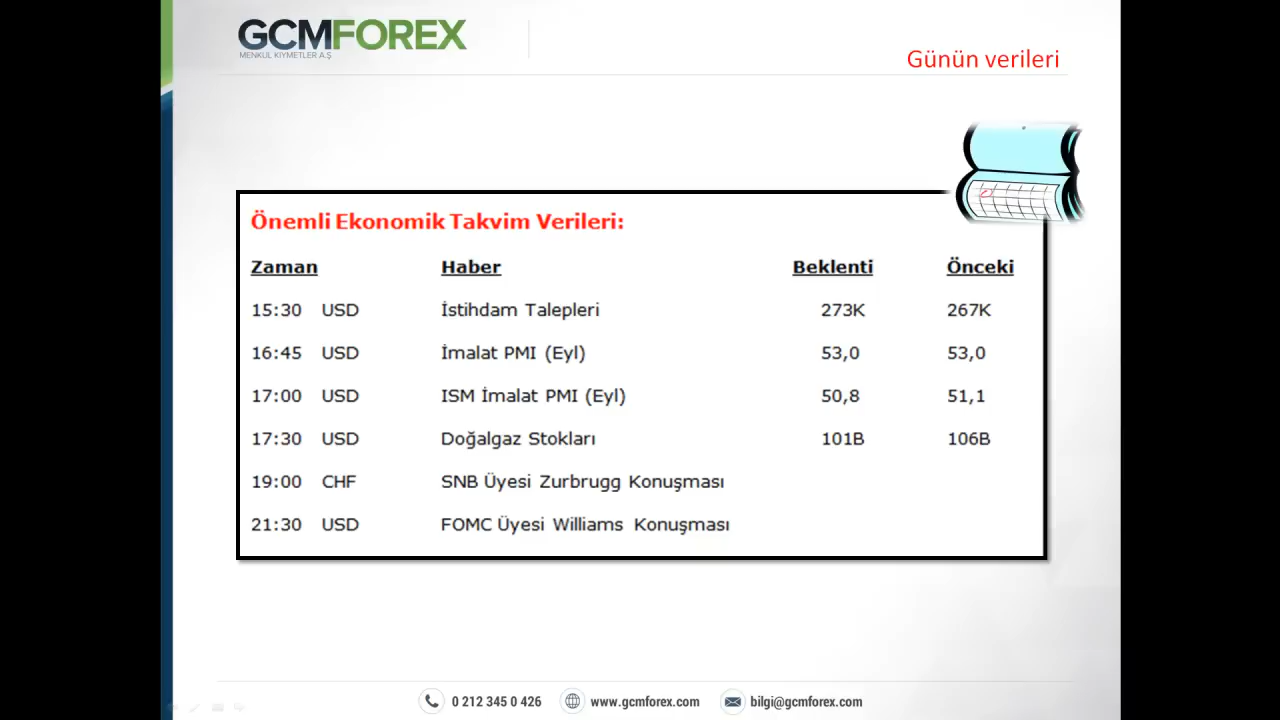 GCMFOREX
MENKUL KIYMETLER A.Ş
Günün verileri
Önemli Ekonomik Takvim Verileri:
Zaman Haber Beklenti Önceki
15:30 USD İstihdam Talepleri 273K 267K
16:45 USD İmalat PMI (Eyl) 53,0 53,0
17:00 USD ISM İmalat PMI (Eyl) 50,8 51,1
17:30 USD Doğalgaz Stokları 101B 106B
19:00 CHF SNB Üyesi Zurbrugg Konuşması
21:30 USD FOMC Üyesi Williams Konuşması
0 212 345 0 426 www.gcmforex.com bilgi@gcmforex.com